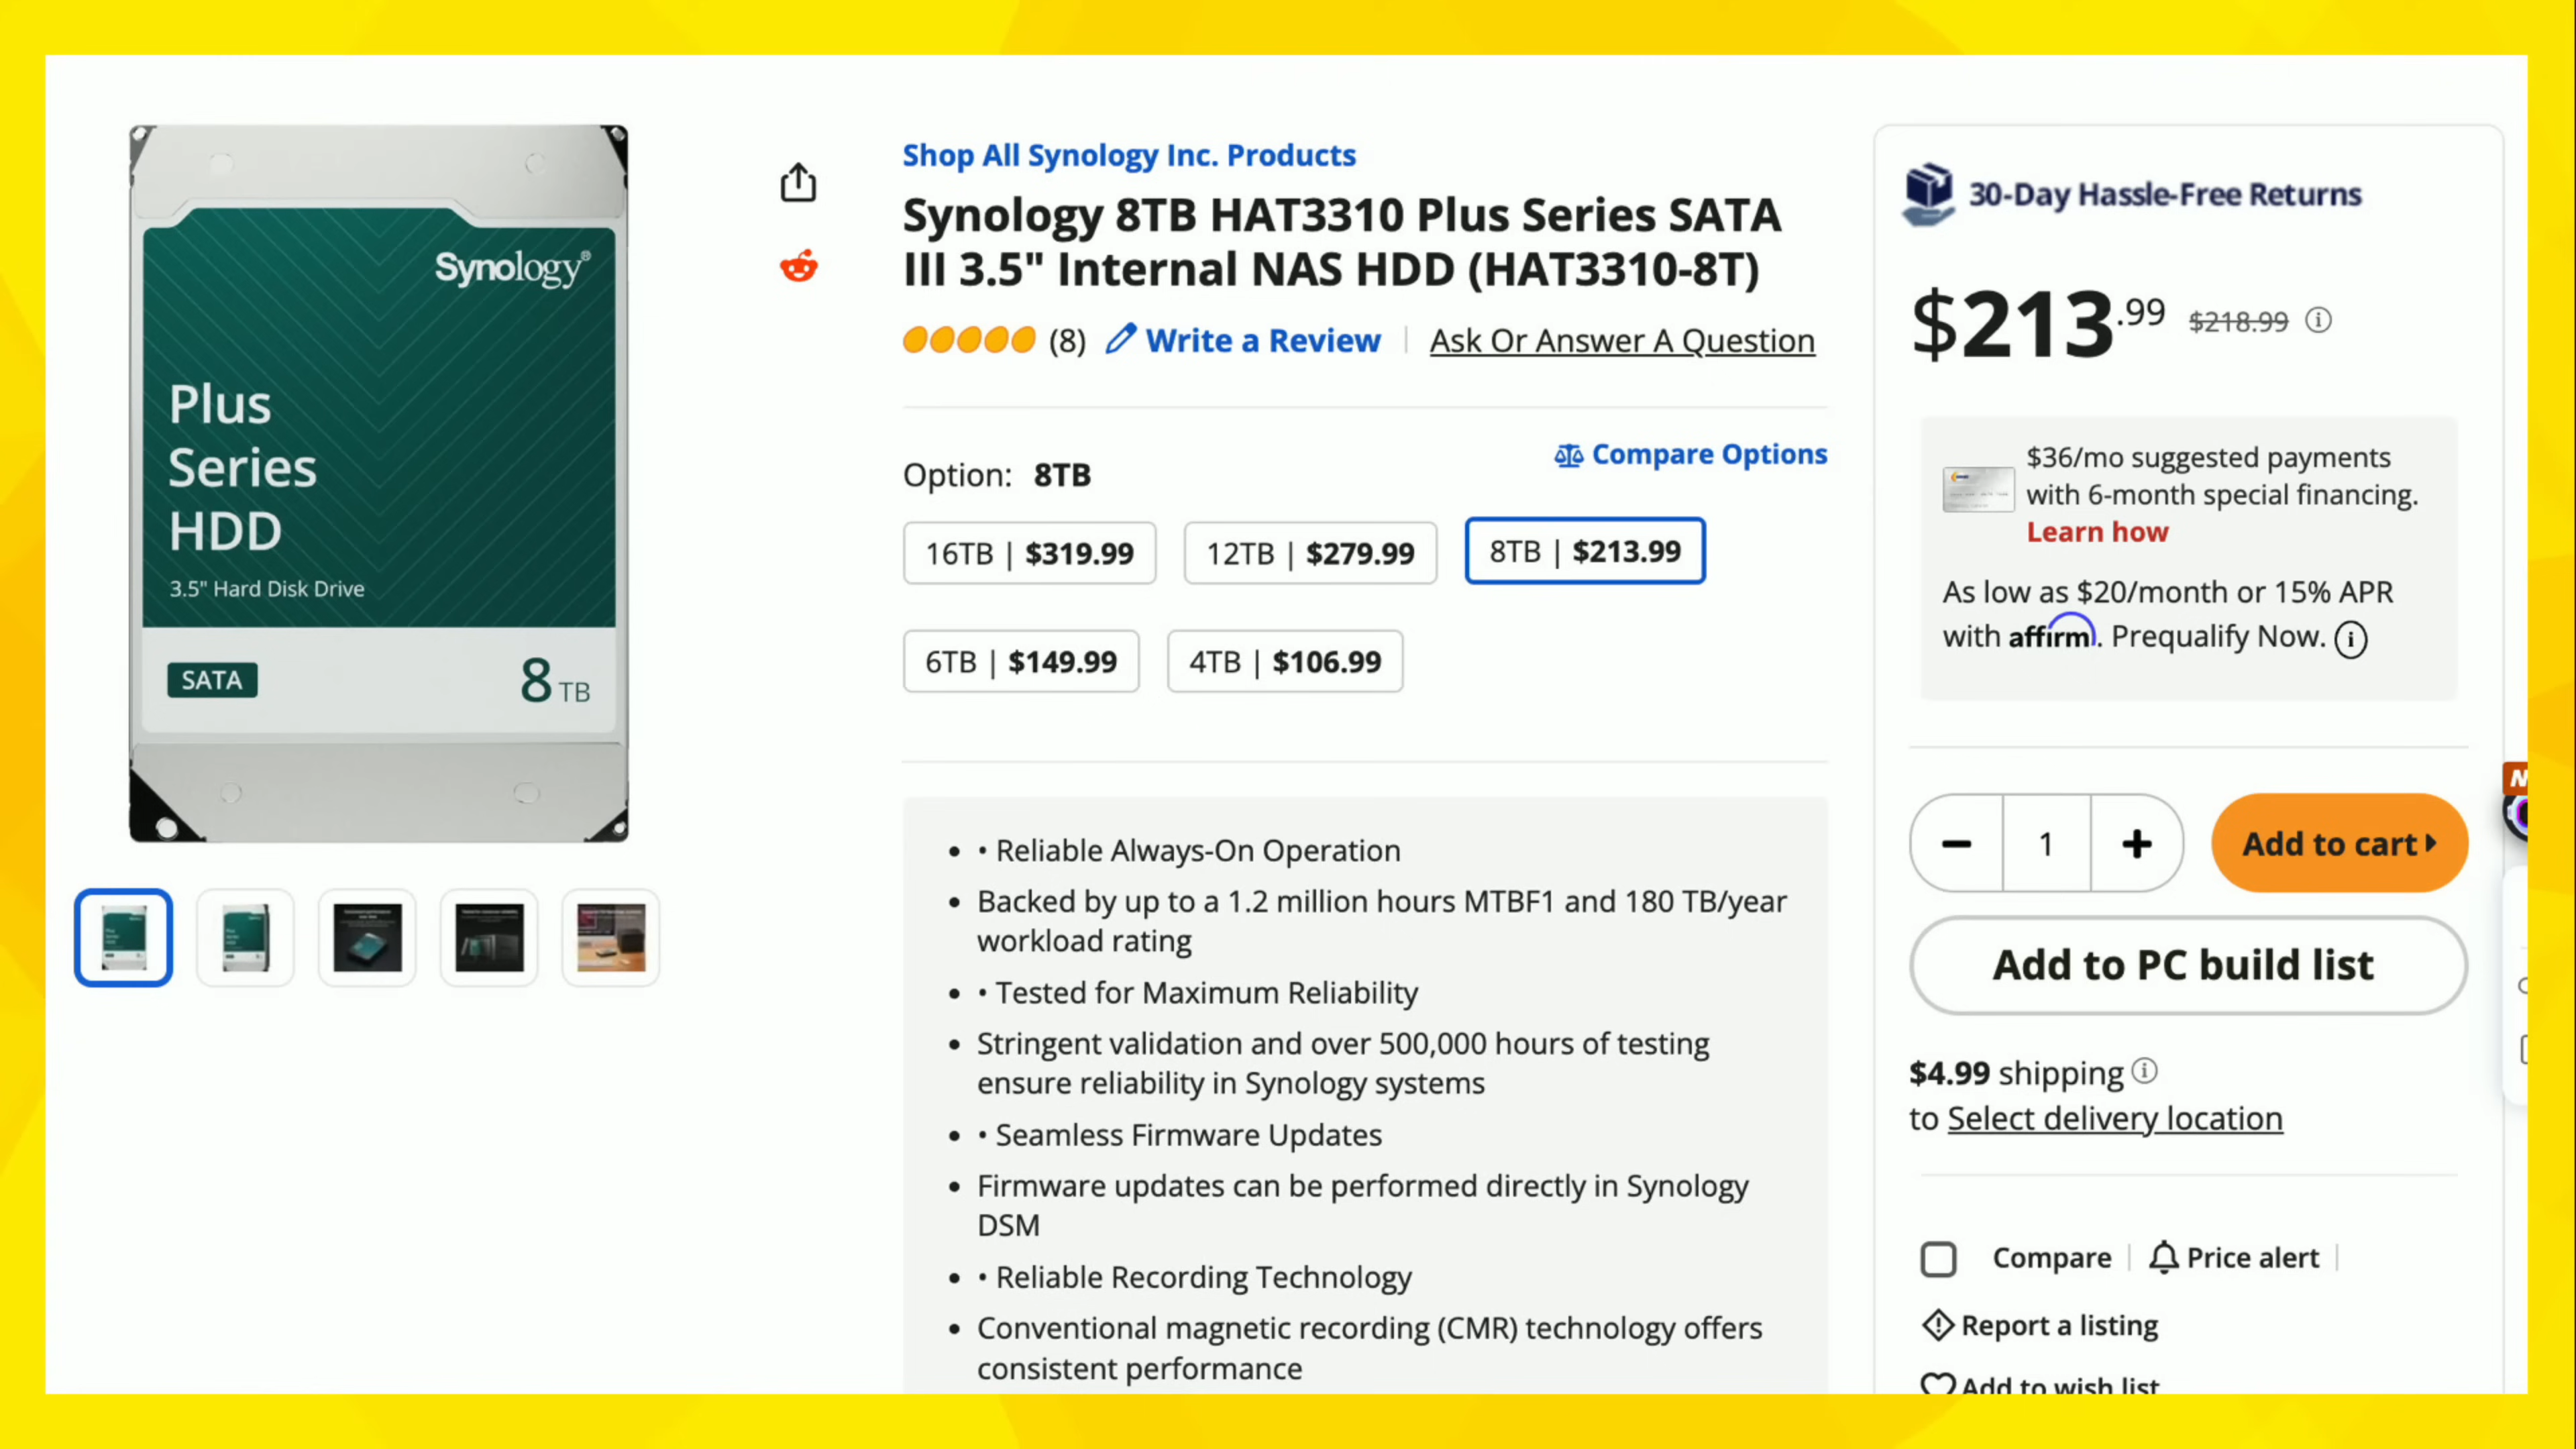 Synology®
Plus
Series
HDD
3.5" Hard Disk Drive
SATA
8 TB
Shop All Synology Inc. Products
Synology 8TB HAT3310 Plus Series SATA
III 3.5" Internal NAS HDD (HAT3310-8T)
(8) Write a Review | Ask Or Answer A Question
Compare Options
Option: 8TB
16TB | $319.99
12TB | $279.99
8TB | $213.99
6TB | $149.99
4TB | $106.99
• • Reliable Always-On Operation
• Backed by up to a 1.2 million hours MTBF1 and 180 TB/year
workload rating
• • Tested for Maximum Reliability
• Stringent validation and over 500,000 hours of testing
ensure reliability in Synology systems
• • Seamless Firmware Updates
• Firmware updates can be performed directly in Synology
DSM
• • Reliable Recording Technology
• Conventional magnetic recording (CMR) technology offers
consistent performance
30-Day Hassle-Free Returns
$213.99 $218.99
$36/mo suggested payments
with 6-month special financing.
Learn how
As low as $20/month or 15% APR
with affirm. Prequalify Now.
1
Add to cart
Add to PC build list
$4.99 shipping
to Select delivery location
Compare | Price alert |
Report a listing
Add to wish list